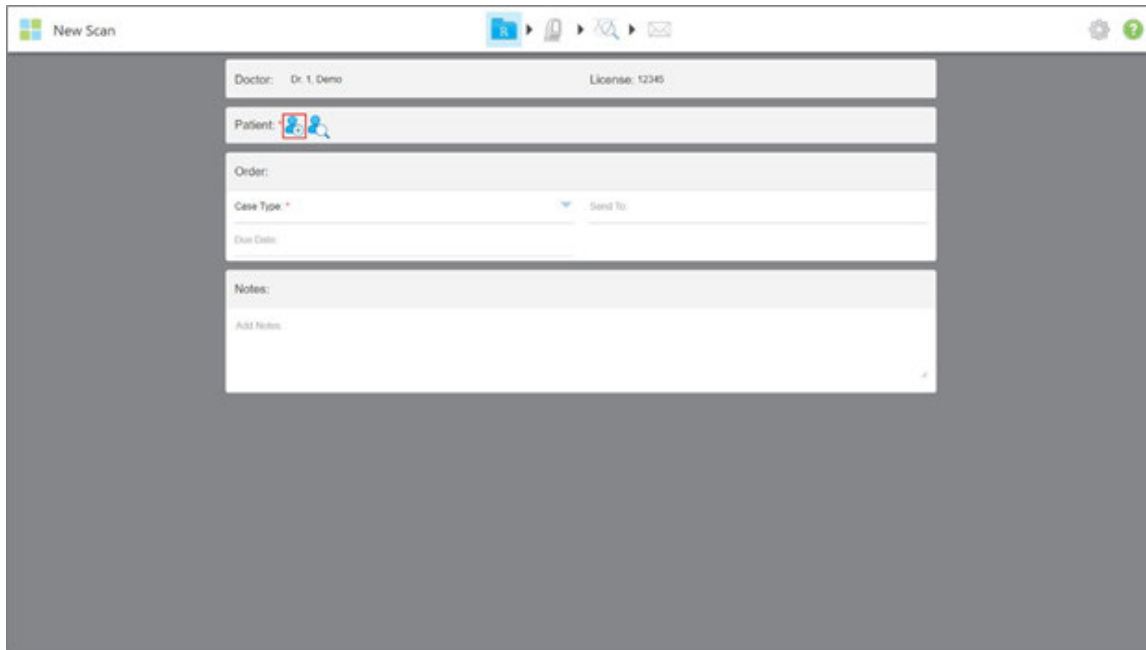 New Scan
Doctor: Dr. 1, Demo License: 12345
Patient: *
Order:
Case Type: * Send To:
Due Date:
Notes:
Add Notes